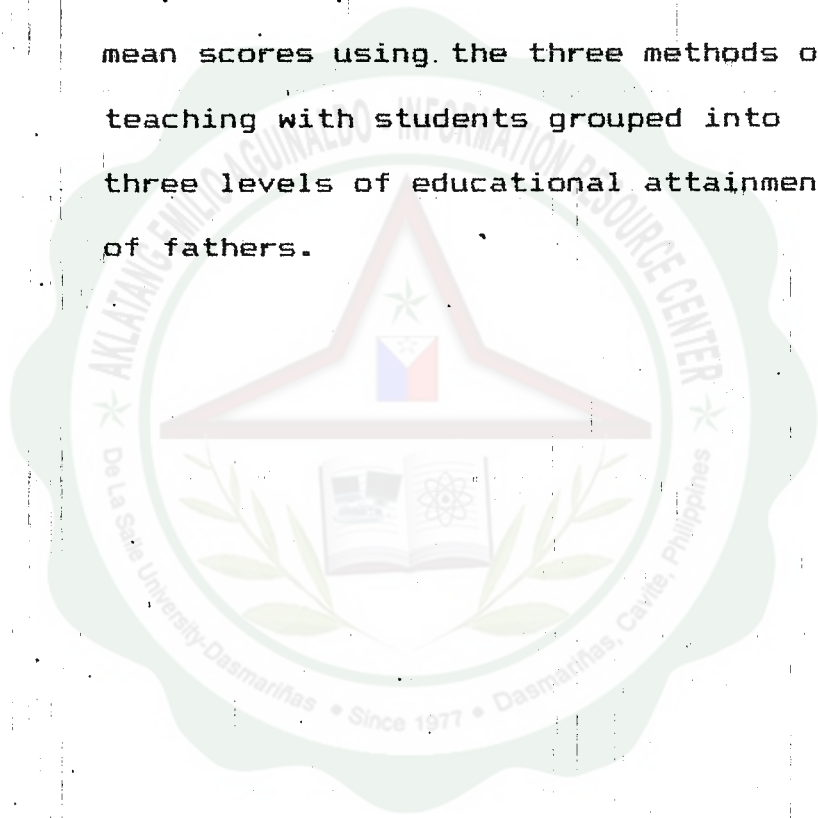 mean scores using the three methods o
teaching with students grouped into
three levels of educational attainmen
of fathers.
AKLATANG EMILIO AGUINALDO - INFORMATION RESOURCE CENTER
De La Salle University-Dasmariñas • Since 1977 • Dasmariñas, Cavite, Philippines